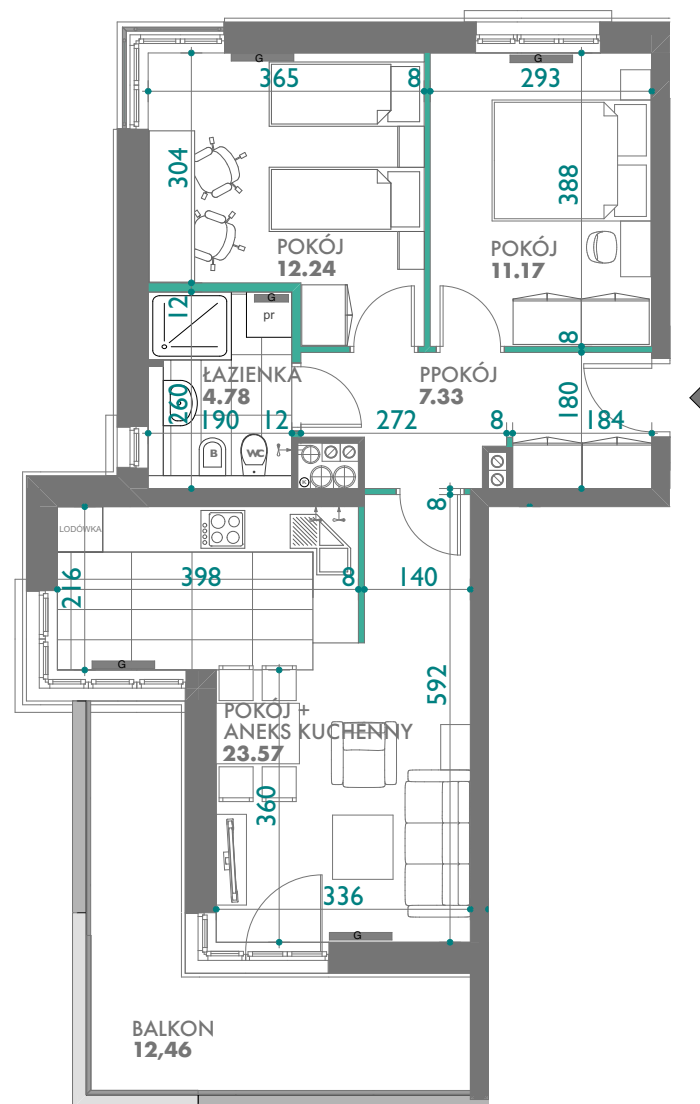 G
G
365
8
293
304
388
POKÓJ
12.24
POKÓJ
11.17
12
G
pr
8
ŁAZIENKA
4.78
PPOKÓJ
7.33
260
180
190
12
272
8
184
B
WC
K
8
LODÓWKA
216
398
8
140
G
592
POKÓJ +
ANEKS KUCHENNY
23.57
360
336
G
BALKON
12,46